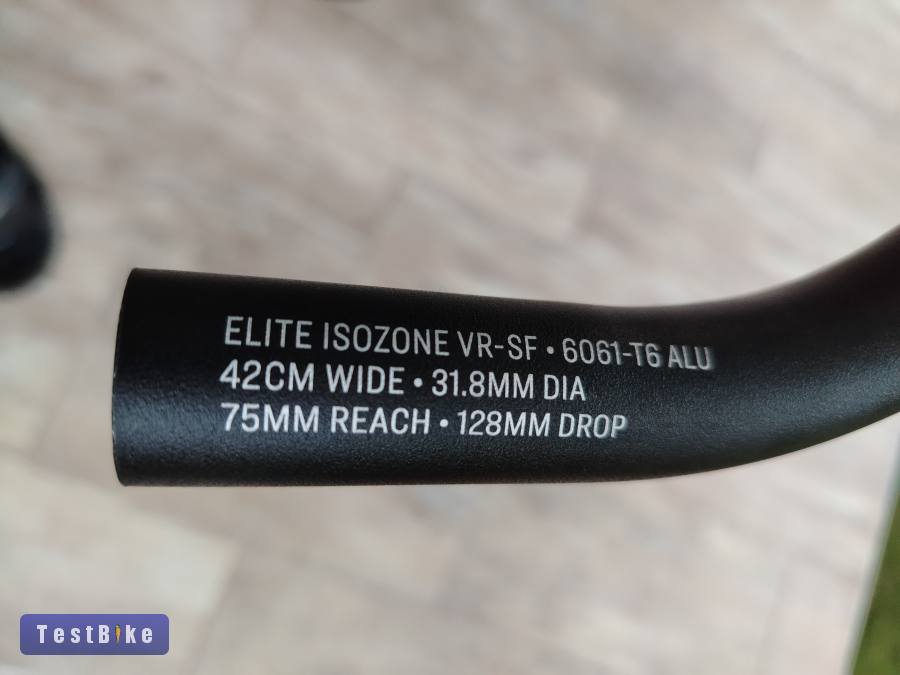 ELITE ISOZONE VR-SF • 6061-T6 ALU
42CM WIDE • 31.8MM DIA
75MM REACH • 128MM DROP
TestBike